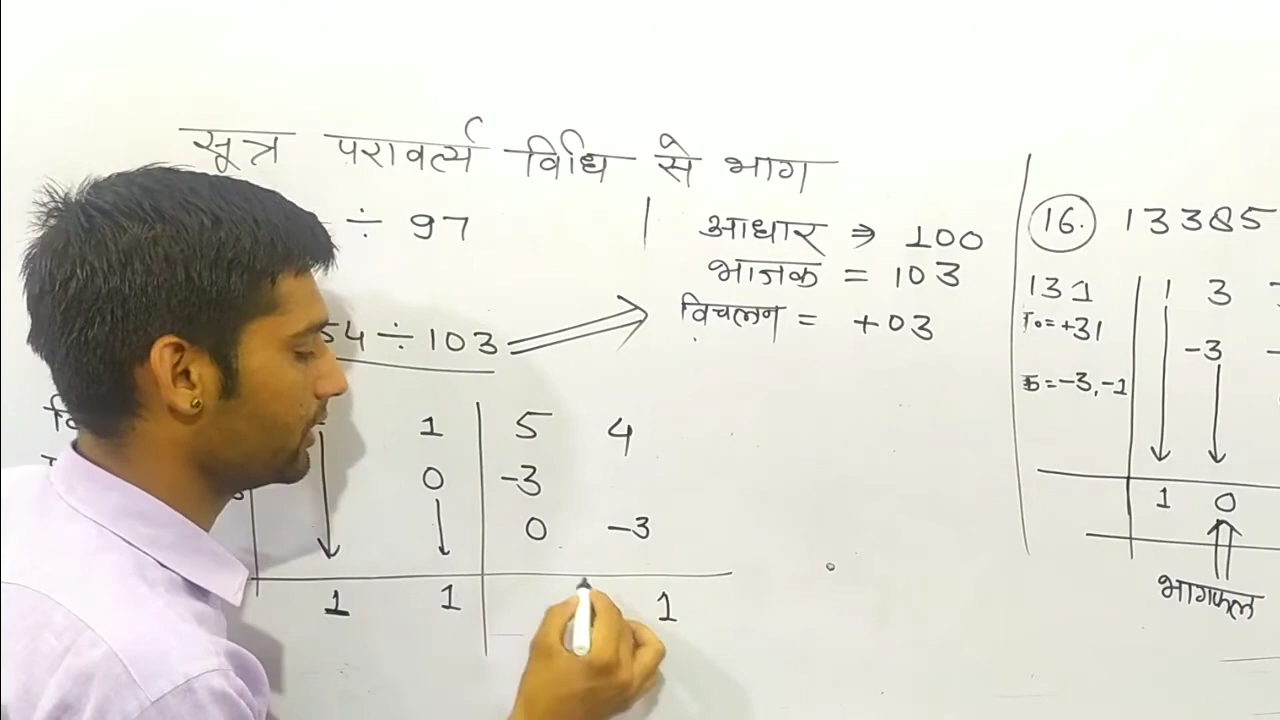 सूत्र परावर्त्य विधि से भाग
÷ 97
54 ÷ 103
आधार ⇒ 100
भाजक = 103
विचलन = +03
1 5 4
0 -3
0 -3
1 1 1
16. 13385
131 1 3
= +31
-3
= -3, -1
1 0
भागफल